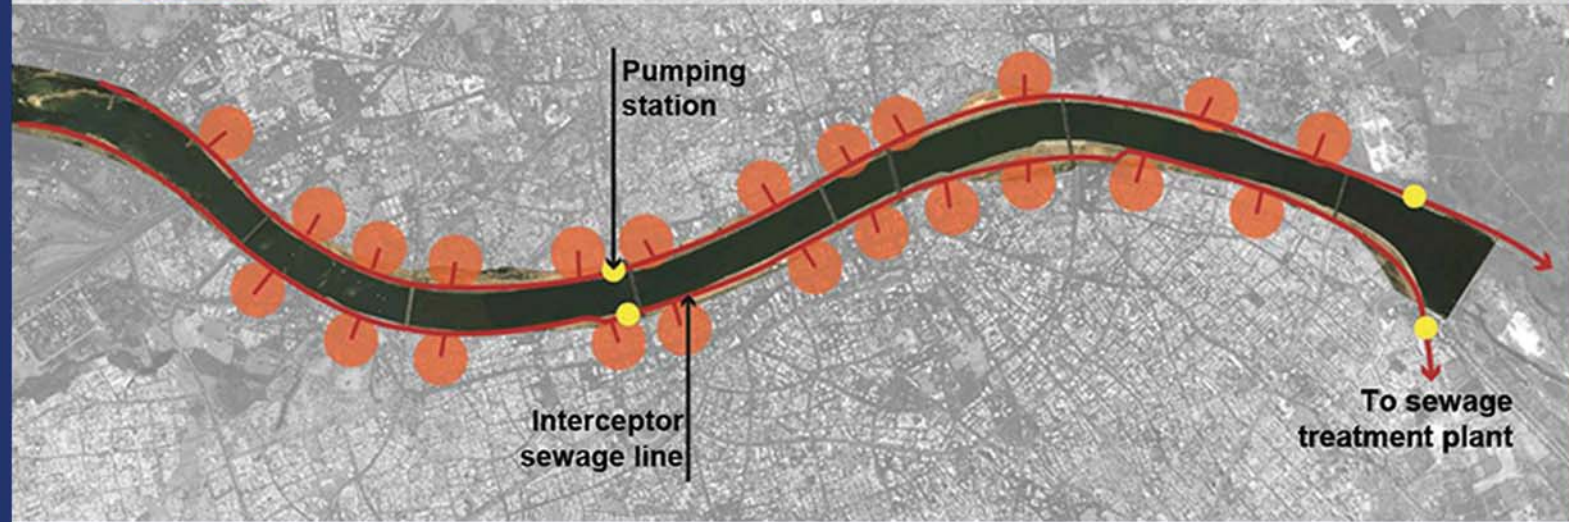 Pumping
station
Interceptor
sewage line
To sewage
treatment plant